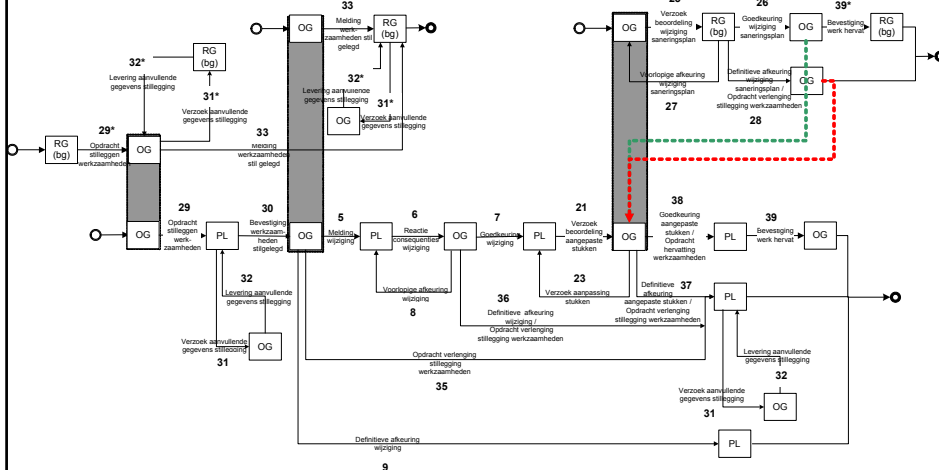 33
OG
Melding
werk-
zaamheden stil
gelegd
RG
(bg)
RG
(bg)
32*
Levering aanvullende
gegevens stillegging
31*
Verzoek aanvullende
gegevens stillegging
32*
Levering aanvullende
gegevens stillegging
31*
OG
Verzoek aanvullende
gegevens stillegging
29*
RG
(bg)
Opdracht
stilleggen
werkzaamheden
OG
33
Melding
werkzaamheden
stil gelegd
OG
Verzoek
beoordeling
wijziging
saneringsplan
RG
(bg)
26
Goedkeuring
wijziging
saneringsplan
OG
39*
Bevestiging
werk hervat
RG
(bg)
Voorlopige afkeuring
wijziging
saneringsplan
27
Definitieve afkeuring
wijziging
saneringsplan /
Opdracht verlenging
stillegging werkzaamheden
28
OG
OG
29
Opdracht
stilleggen
werk-
zaamheden
PL
30
Bevestiging
werkzaam-
heden
stilgelegd
OG
5
Melding
wijziging
PL
6
Reactie
consequenties
wijziging
OG
7
Goedkeuring
wijziging
PL
21
Verzoek
beoordeling
aangepaste
stukken
OG
38
Goedkeuring
aangepaste
stukken /
Opdracht
hervatting
werkzaamheden
PL
39
Bevestiging
werk hervat
OG
32
Levering aanvullende
gegevens stillegging
Verzoek aanvullende
gegevens stillegging
31
OG
Voorlopige afkeuring
wijziging
8
23
Verzoek aanpassing
stukken
36
Definitieve afkeuring
wijziging /
Opdracht verlenging
stillegging werkzaamheden
37
Definitieve
afkeuring
aangepaste stukken /
Opdracht verlenging
stillegging werkzaamheden
PL
Opdracht verlenging
stillegging
werkzaamheden
35
Levering aanvullende
gegevens stillegging
32
Verzoek aanvullende
gegevens stillegging
31
OG
Definitieve afkeuring
wijziging
9
PL